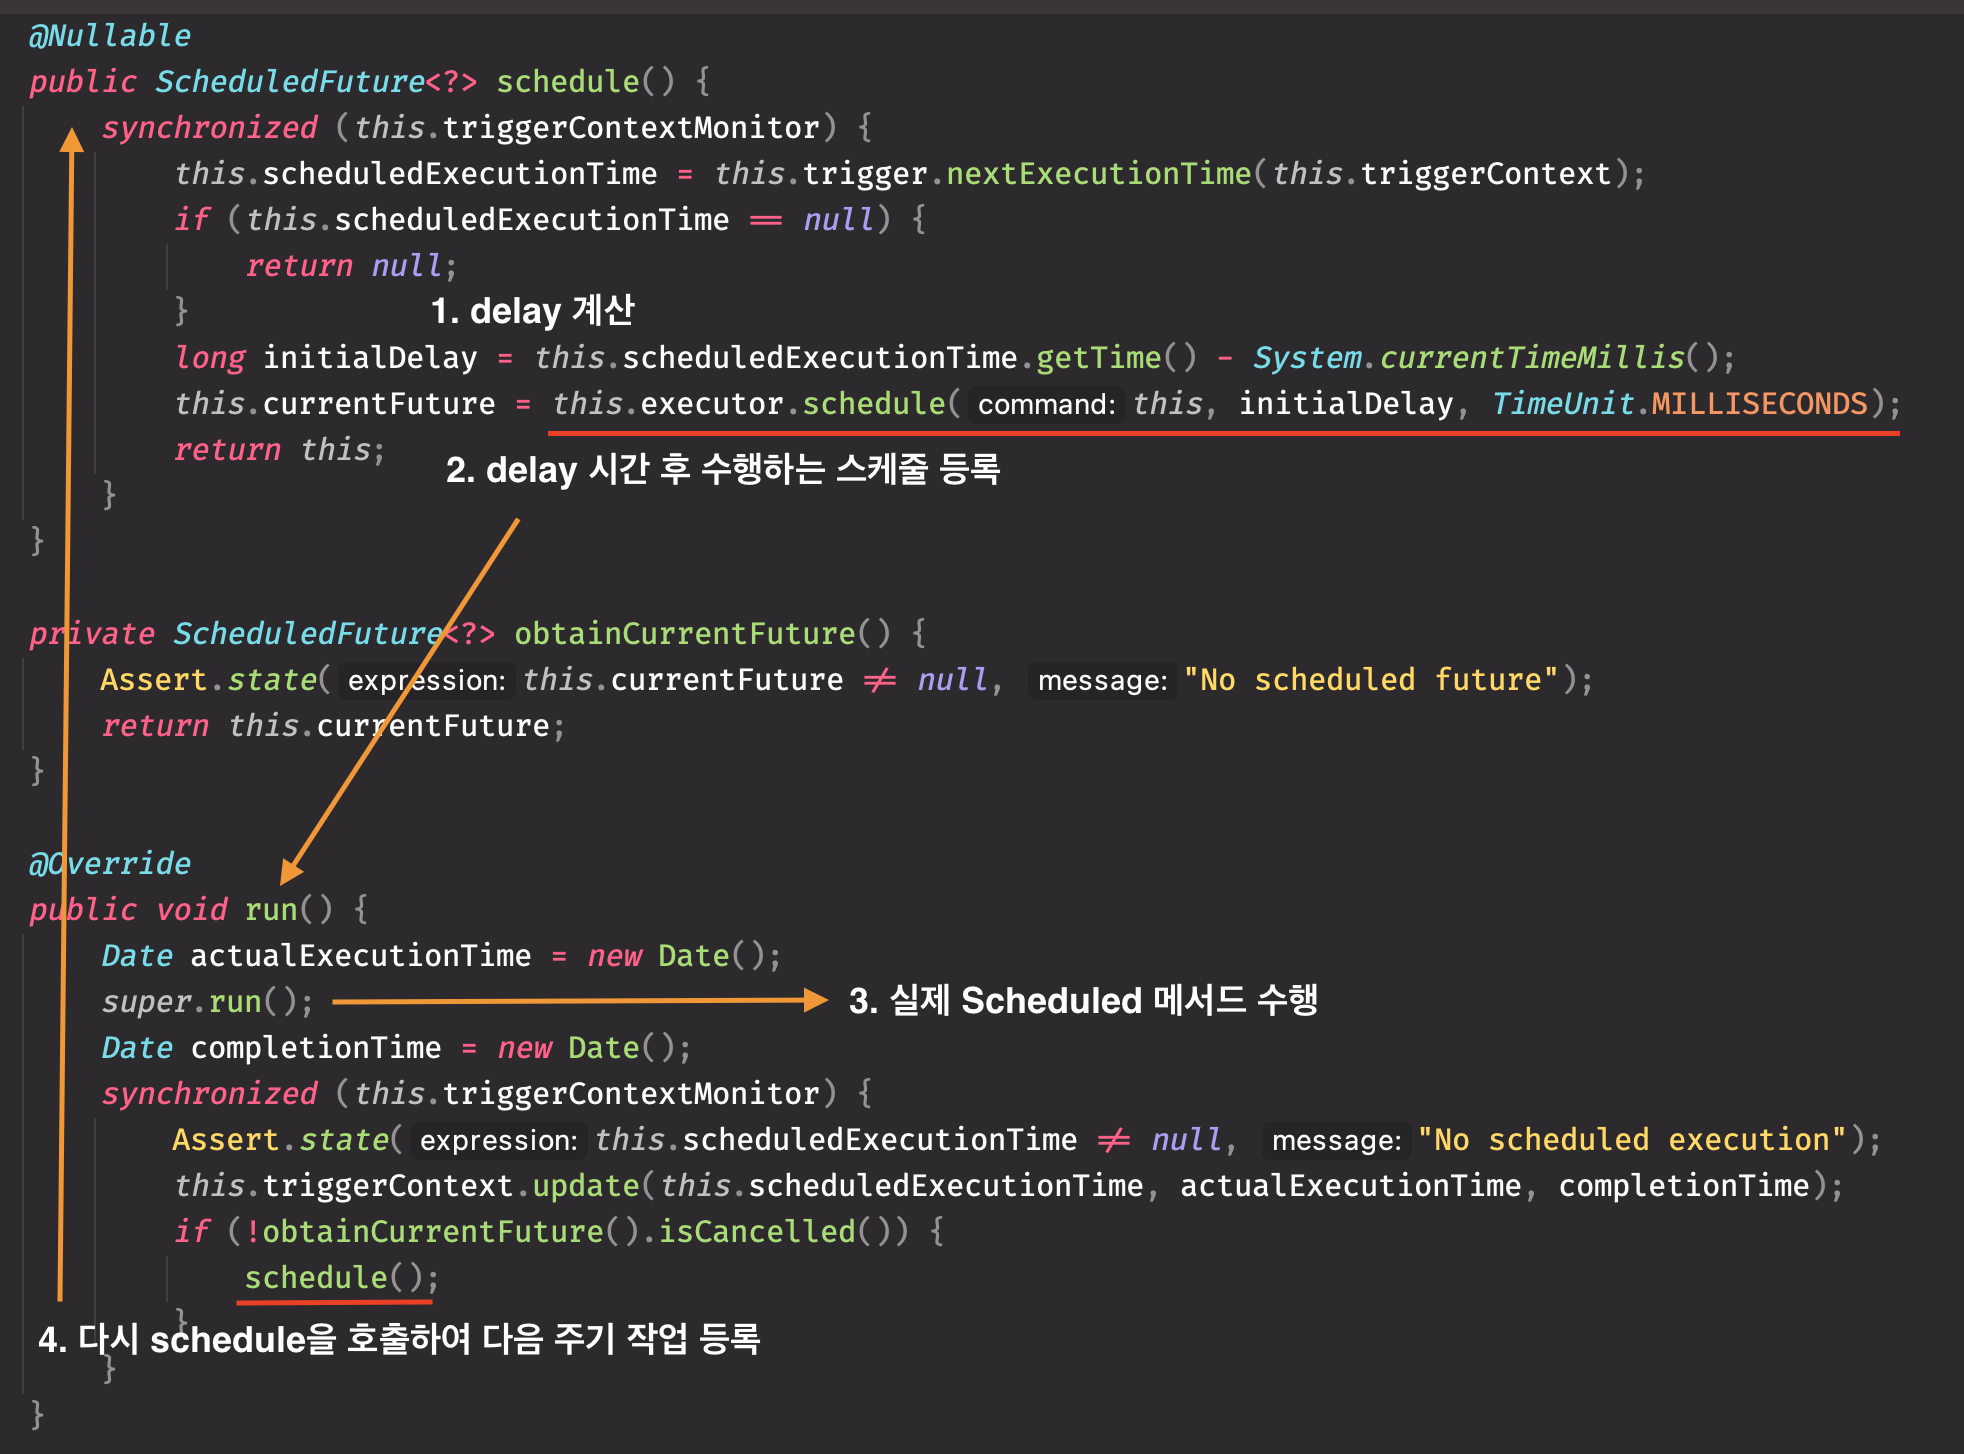 @Nullable
public ScheduledFuture<?> schedule() {
synchronized (this.triggerContextMonitor) {
this.scheduledExecutionTime = this.trigger.nextExecutionTime(this.triggerContext);
if (this.scheduledExecutionTime == null) {
return null;
}
1. delay 계산
long initialDelay = this.scheduledExecutionTime.getTime() - System.currentTimeMillis();
this.currentFuture = this.executor.schedule( command: this, initialDelay, TimeUnit.MILLISECONDS);
return this;
2. delay 시간 후 수행하는 스케줄 등록
}
}
private ScheduledFuture<?> obtainCurrentFuture() {
Assert.state( expression: this.currentFuture != null, message: "No scheduled future");
return this.currentFuture;
}
@Override
public void run() {
Date actualExecutionTime = new Date();
super.run();
3. 실제 Scheduled 메서드 수행
Date completionTime = new Date();
synchronized (this.triggerContextMonitor) {
Assert.state( expression: this.scheduledExecutionTime != null, message: "No scheduled execution");
this.triggerContext.update(this.scheduledExecutionTime, actualExecutionTime, completionTime);
if (!obtainCurrentFuture().isCancelled()) {
schedule();
}
4. 다시 schedule을 호출하여 다음 주기 작업 등록
}
}